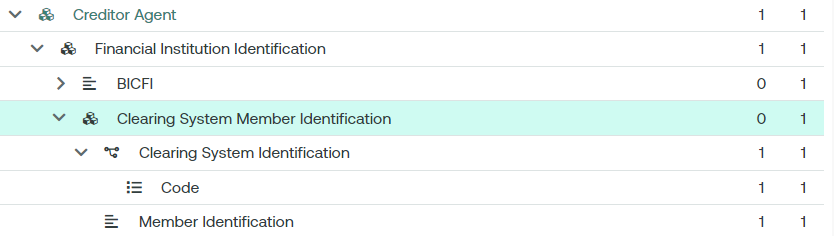 Creditor Agent 1 1
Financial Institution Identification 1 1
BICFI 0 1
Clearing System Member Identification 0 1
Clearing System Identification 1 1
Code 1 1
Member Identification 1 1